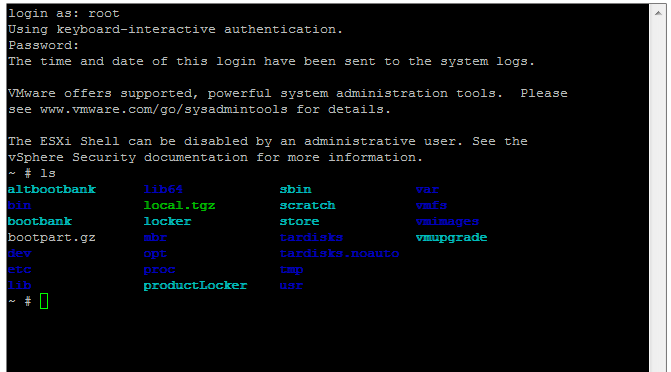 login as: root
Using keyboard-interactive authentication.
Password:
The time and date of this login have been sent to the system logs.
VMware offers supported, powerful system administration tools.  Please
see www.vmware.com/go/sysadmintools for details.
The ESXi Shell can be disabled by an administrative user. See the
vSphere Security documentation for more information.
~ # ls
altbootbank lib64 sbin var
bin local.tgz scratch vmfs
bootbank locker store vmimages
bootpart.gz mbr tardisks vmupgrade
dev opt tardisks.noauto
etc proc tmp
lib productLocker usr
~ #